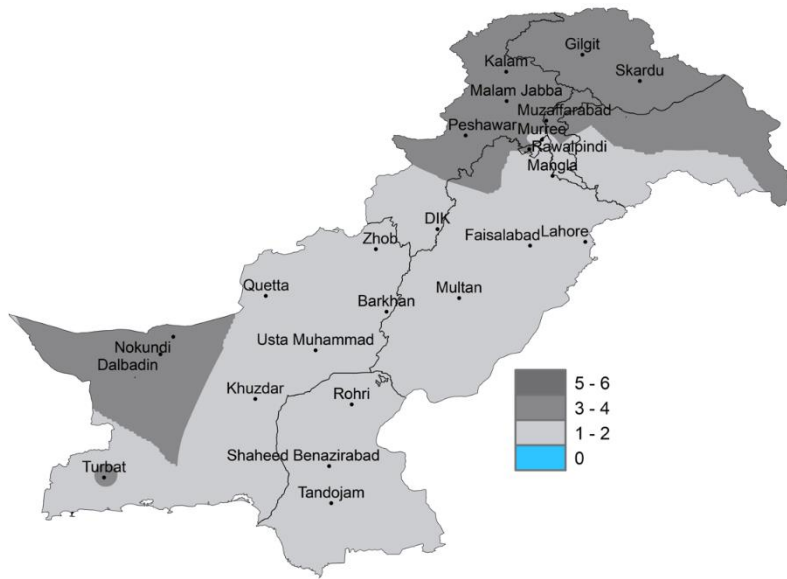 Gilgit
Kalam
Skardu
Malam Jabba
Muzaffarabad
Peshawar
Murree
Rawalpindi
Mangla
DIK
Faisalabad
Lahore
Zhob
Quetta
Multan
Barkhan
Nokundi
Usta Muhammad
Dalbadin
5 - 6
3 - 4
1 - 2
0
Khuzdar
Rohri
Turbat
Shaheed Benazirabad
Tandojam